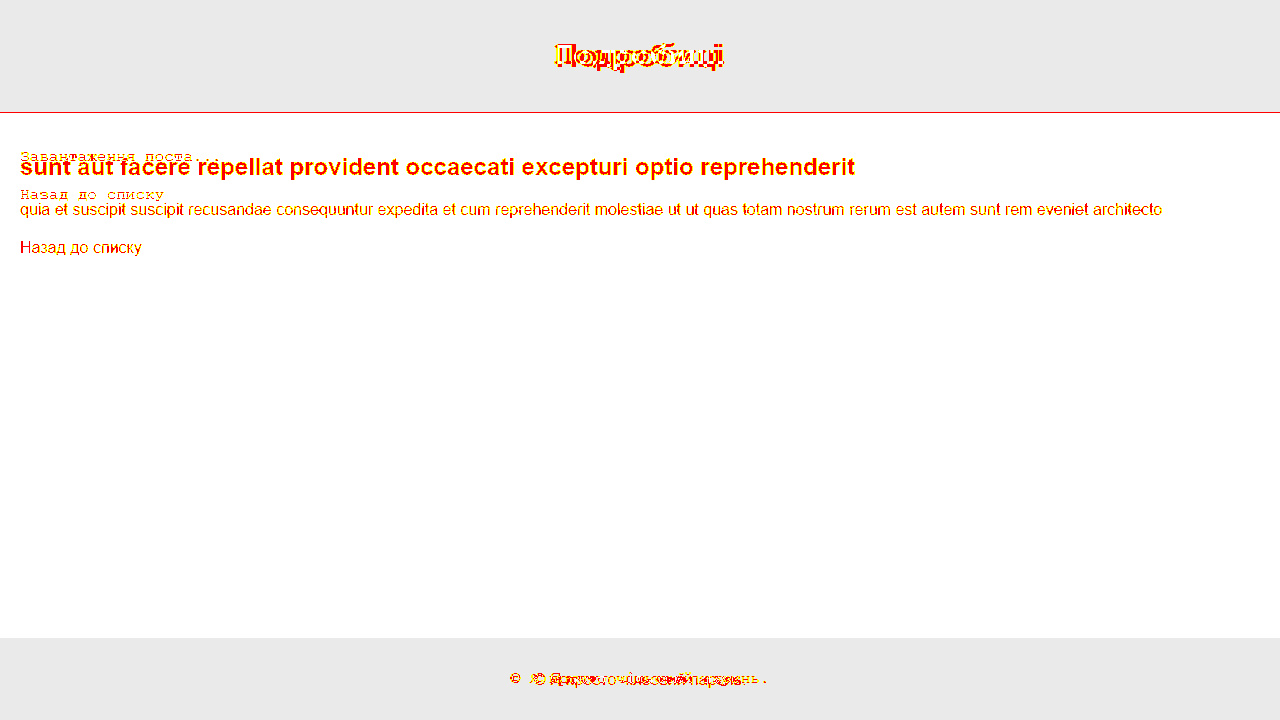 Подробиці
Завантаження поста...
sunt aut facere repellat provident occaecati excepturi optio reprehenderit
Назад до списку
quia et suscipit suscipit recusandae consequuntur expedita et cum reprehenderit molestiae ut ut quas totam nostrum rerum est autem sunt rem eveniet architecto
Назад до списку
©